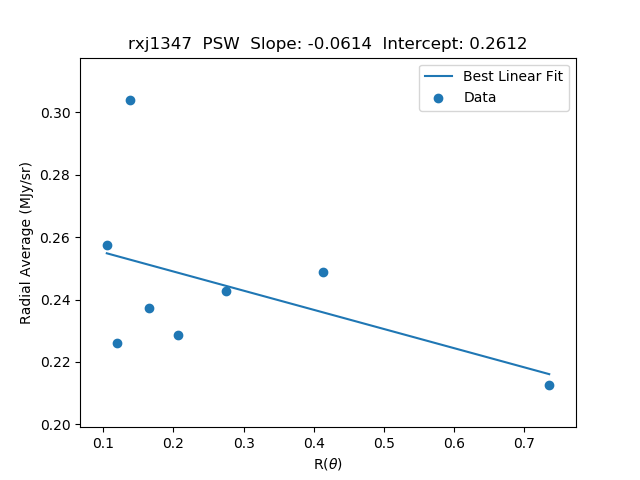 rxj1347  PSW  Slope: -0.0614  Intercept: 0.2612
Best Linear Fit
Data
Radial Average (MJy/sr)
0.30
0.28
0.26
0.24
0.22
0.20
0.1 0.2 0.3 0.4 0.5 0.6 0.7
R(θ)